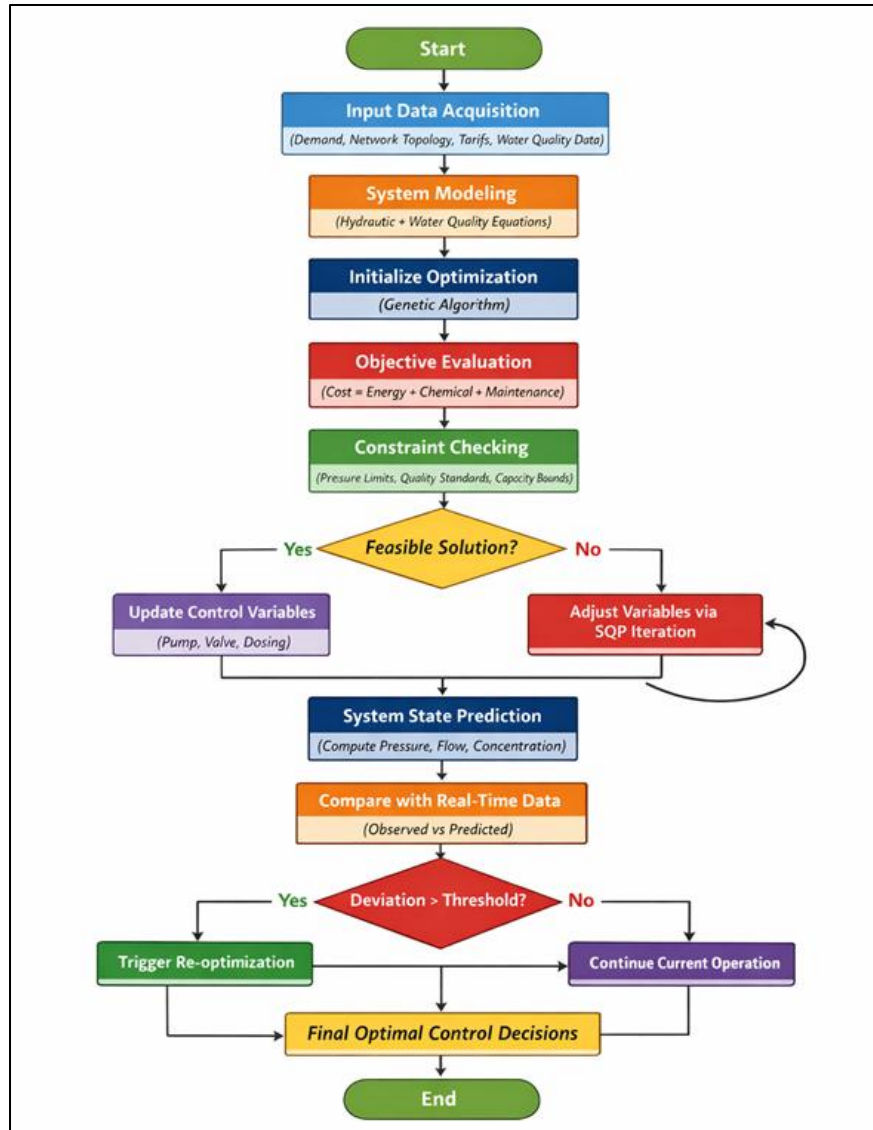 Start
Input Data Acquisition
(Demand, Network Topology, Tarifs, Water Quality Data)
System Modeling
(Hydrautic + Water Quality Equations)
Initialize Optimization
(Genetic Algorithm)
Objective Evaluation
(Cost = Energy + Chemical + Maintenance)
Constraint Checking
(Pressure Limits, Quality Standards, Capocity Bounds)
Yes
Feasible Solution?
No
Update Control Variables
(Pump, Valve, Dosing)
Adjust Variables via
SQP Iteration
System State Prediction
(Compute Pressure, Flow, Concentration)
Compare with Real-Time Data
(Observed vs Predicted)
Yes
Deviation > Threshold?
No
Trigger Re-optimization
Continue Current Operation
Final Optimal Control Decisions
End